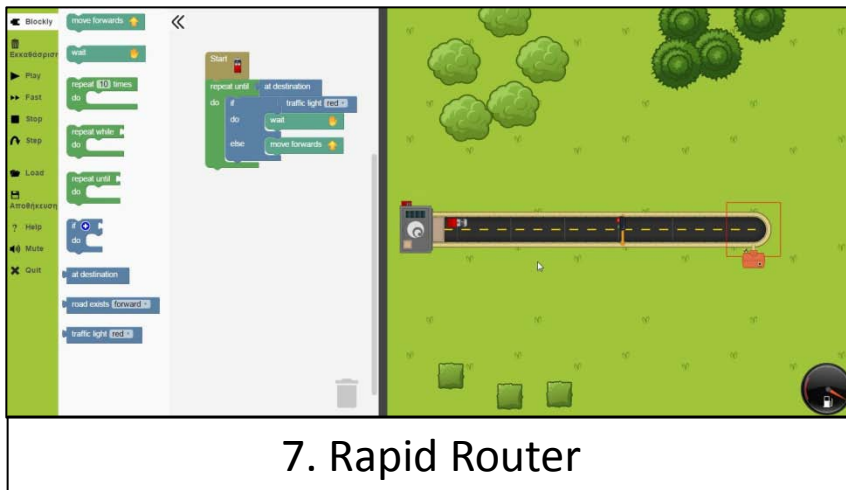 Blockly
Εκκαθάριση
Play
Fast
Stop
Step
Load
Αποθήκευση
? Help
Mute
Quit
move forwards
wait
repeat 10 times
do
repeat while
do
repeat until
do
if
do
at destination
road exists forward
traffic light red
Start
repeat until at destination
do if traffic light red
do wait
else move forwards
7. Rapid Router